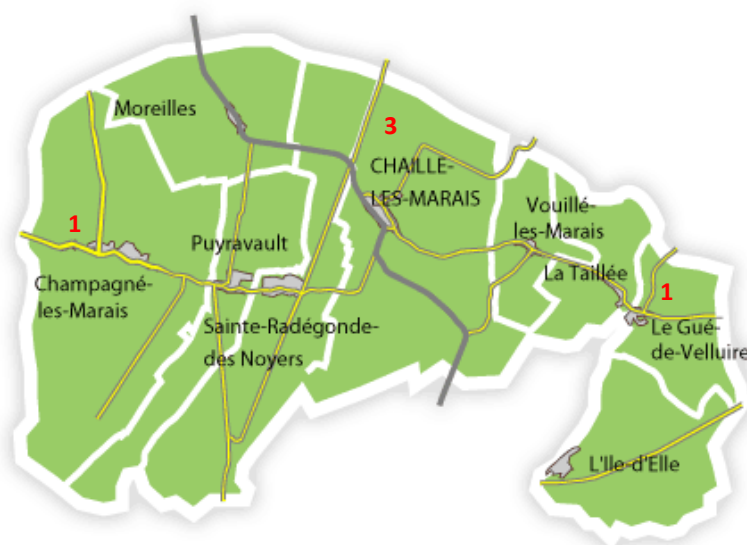 Moreilles
3
CHAILLE-
LES-MARAIS
1
Puyravault
Vouillé-
les-Marais
La Taillée
Champagné-
les-Marais
1
Sainte-Radégonde-
des Noyers
Le Gué-
de-Velluire
L'Ile-d'Elle